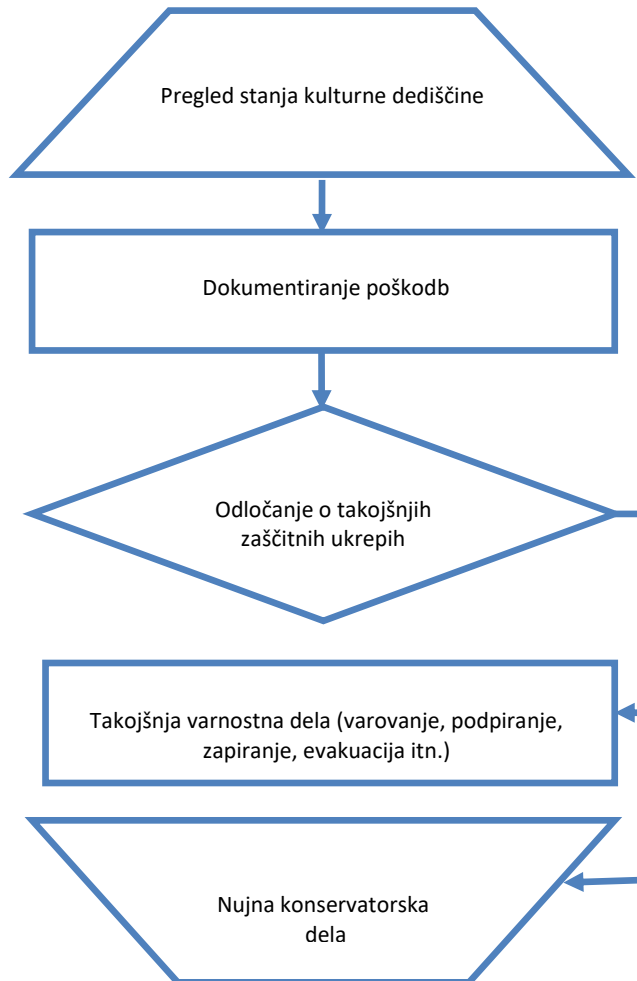 Pregled stanja kulturne dediščine
Dokumentiranje poškodb
Odločanje o takojšnjih
zaščitnih ukrepih
Takojšnja varnostna dela (varovanje, podpiranje,
zapiranje, evakuacija itn.)
Nujna konservatorska
dela